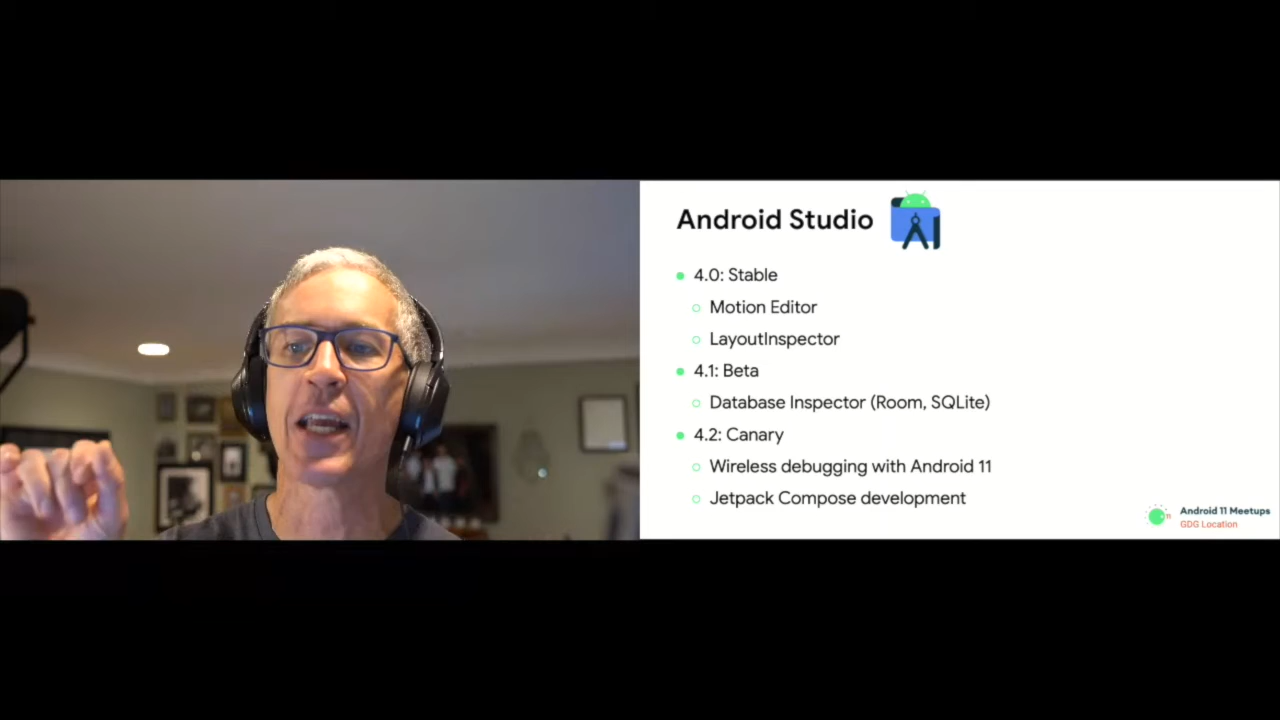 Android Studio
4.0: Stable
Motion Editor
LayoutInspector
4.1: Beta
Database Inspector (Room, SQLite)
4.2: Canary
Wireless debugging with Android 11
Jetpack Compose development
Android 11 Meetups
GDG Location